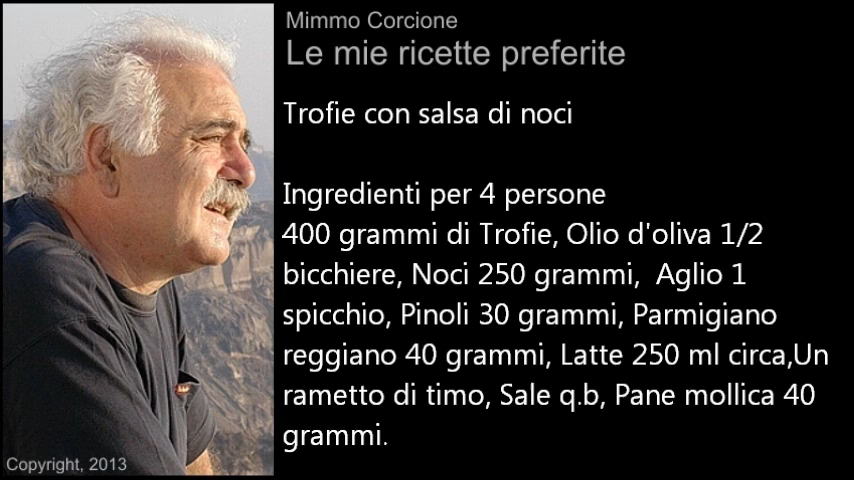 Mimmo Corcione
Le mie ricette preferite
Trofie con salsa di noci
Ingredienti per 4 persone
400 grammi di Trofie, Olio d'oliva 1/2
bicchiere, Noci 250 grammi,  Aglio 1
spicchio, Pinoli 30 grammi, Parmigiano
reggiano 40 grammi, Latte 250 ml circa,Un
rametto di timo, Sale q.b, Pane mollica 40
grammi.
Copyright, 2013